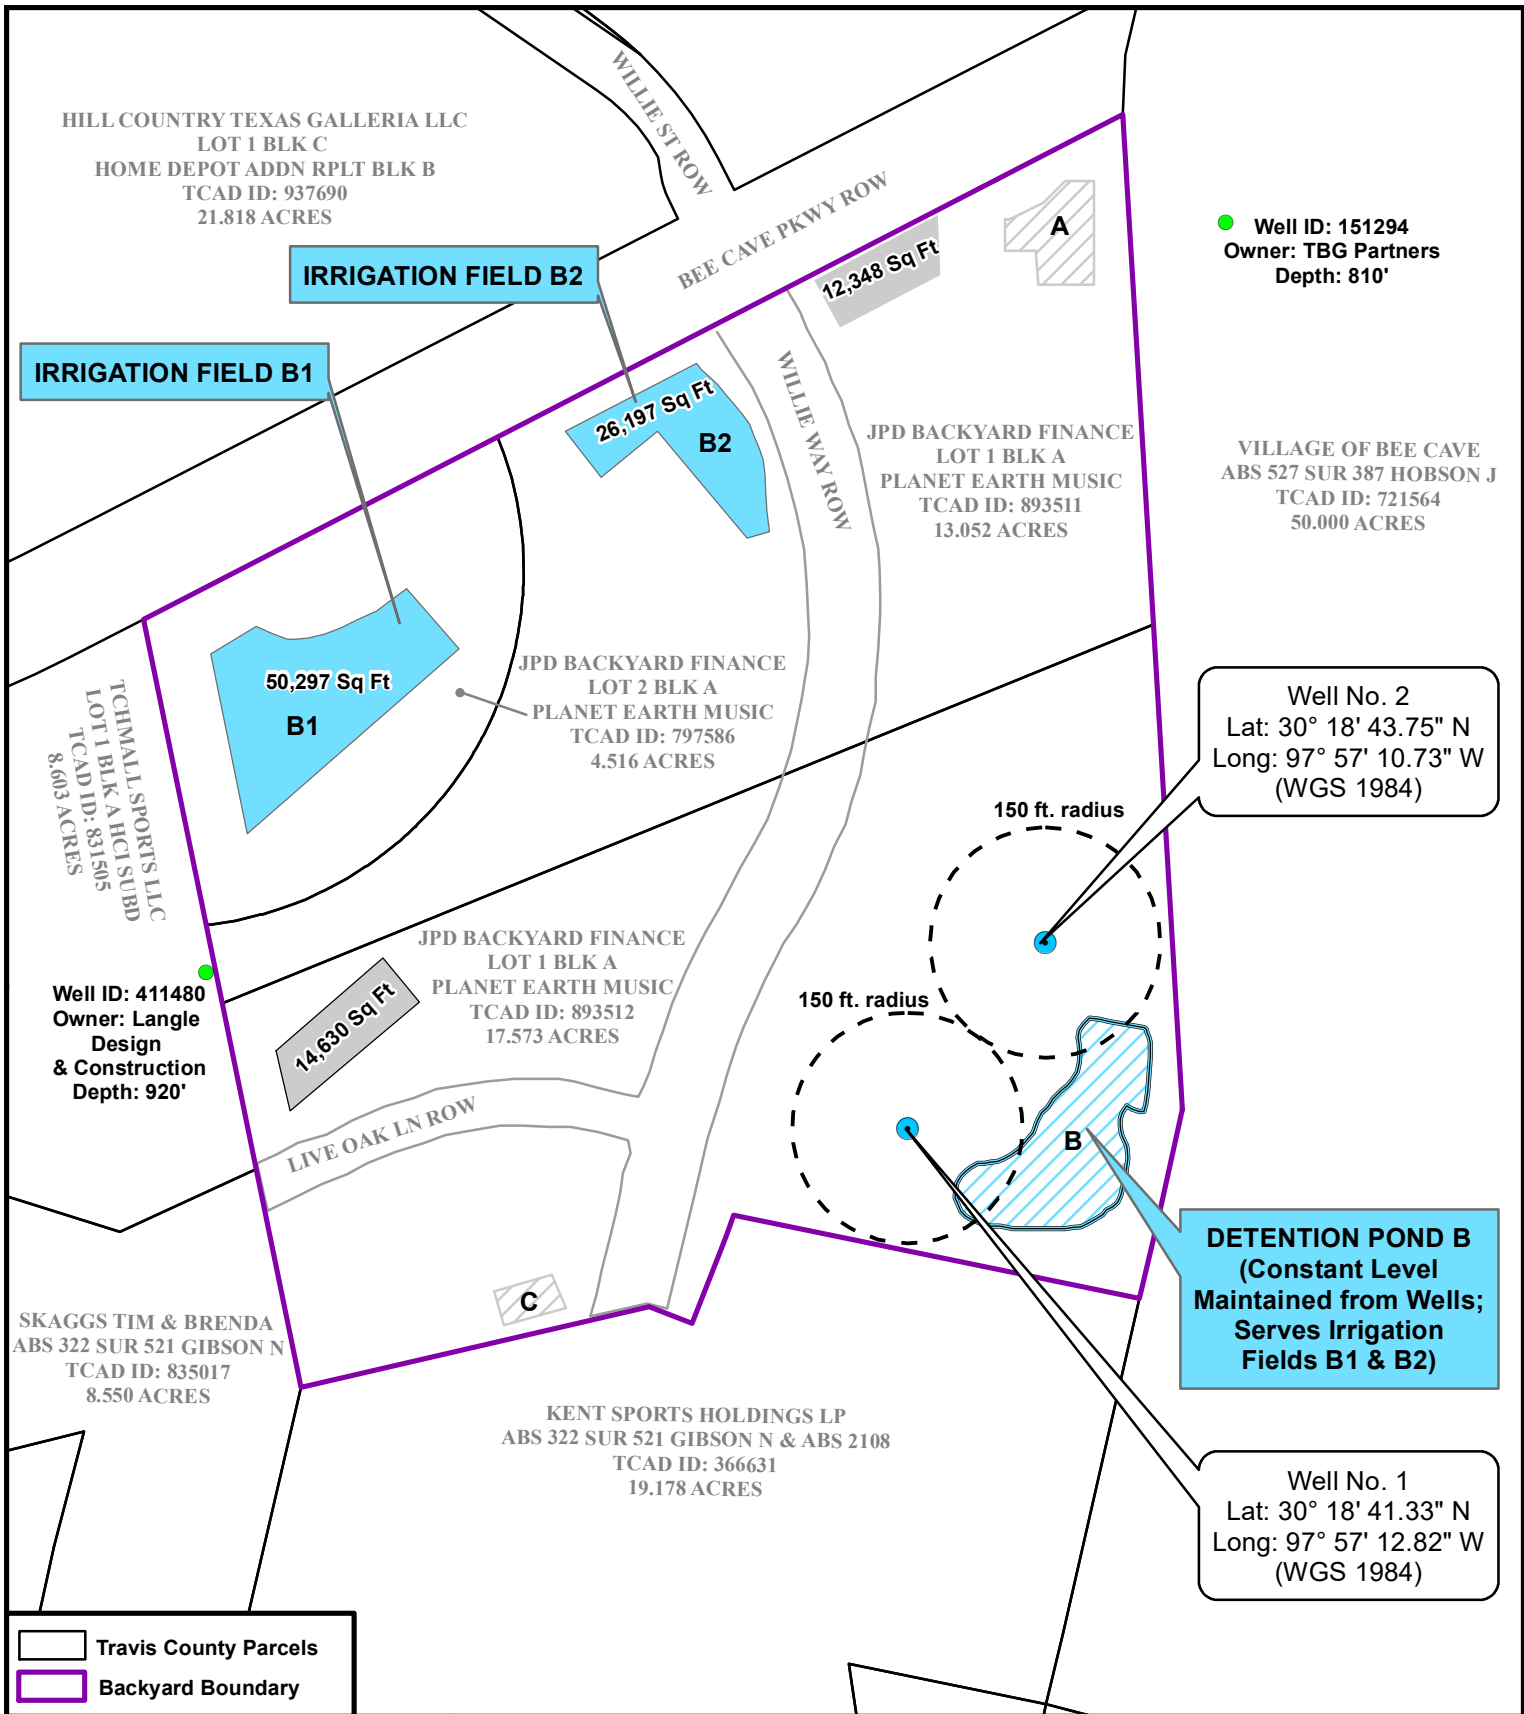 WILLIE ST ROW
HILL COUNTRY TEXAS GALLERIA LLC
LOT 1 BLK C
HOME DEPOT ADDN RPLT BLK B
TCAD ID: 937690
21.818 ACRES
BEE CAVE PKWY ROW
A
12,348 Sq Ft
Well ID: 151294
Owner: TBG Partners
Depth: 810'
IRRIGATION FIELD B2
IRRIGATION FIELD B1
26,197 Sq Ft
B2
WILLIE WAY ROW
JPD BACKYARD FINANCE
LOT 1 BLK A
PLANET EARTH MUSIC
TCAD ID: 893511
13.052 ACRES
VILLAGE OF BEE CAVE
ABS 527 SUR 387 HOBSON J
TCAD ID: 721564
50.000 ACRES
50,297 Sq Ft
B1
JPD BACKYARD FINANCE
LOT 2 BLK A
PLANET EARTH MUSIC
TCAD ID: 797586
4.516 ACRES
TCHMALL SPORTS LLC
LOT 1 BLK A HCI SUBD
TCAD ID: 831505
8.603 ACRES
Well No. 2
Lat: 30° 18' 43.75" N
Long: 97° 57' 10.73" W
(WGS 1984)
150 ft. radius
150 ft. radius
JPD BACKYARD FINANCE
LOT 1 BLK A
PLANET EARTH MUSIC
TCAD ID: 893512
17.573 ACRES
Well ID: 411480
Owner: Langle
Design
& Construction
Depth: 920'
14,630 Sq Ft
LIVE OAK LN ROW
B
DETENTION POND B
(Constant Level
Maintained from Wells;
Serves Irrigation
Fields B1 & B2)
C
SKAGGS TIM & BRENDA
ABS 322 SUR 521 GIBSON N
TCAD ID: 835017
8.550 ACRES
KENT SPORTS HOLDINGS LP
ABS 322 SUR 521 GIBSON N & ABS 2108
TCAD ID: 366631
19.178 ACRES
Well No. 1
Lat: 30° 18' 41.33" N
Long: 97° 57' 12.82" W
(WGS 1984)
Travis County Parcels
Backyard Boundary